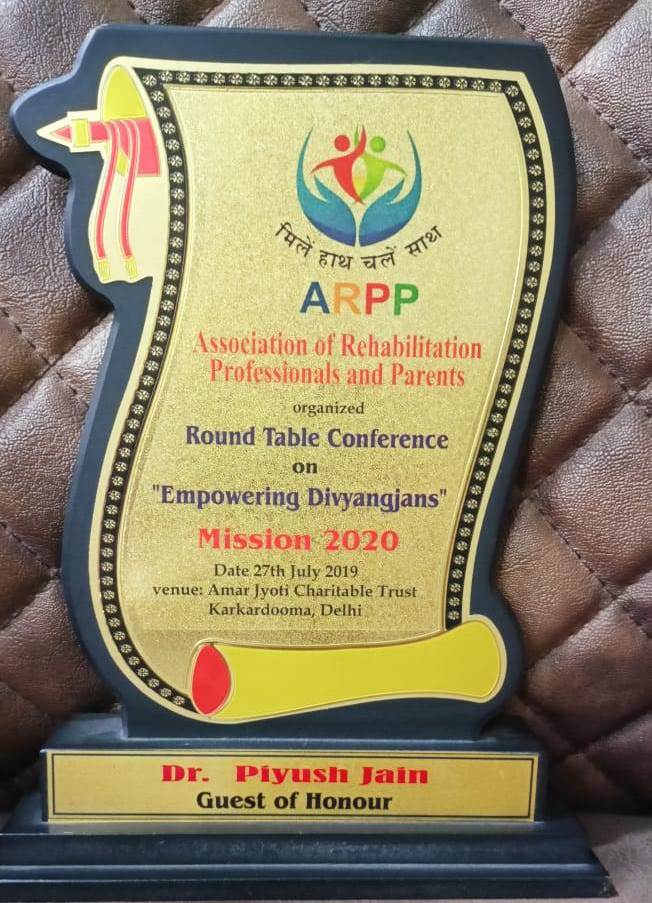 मिलें हाथ चलें साथ
ARPP
Association of Rehabilitation
Professionals and Parents
organized
Round Table Conference
on
"Empowering Divyangjans"
Mission 2020
Date 27th July 2019
venue: Amar Jyoti Charitable Trust
Karkardooma, Delhi
Dr. Piyush Jain
Guest of Honour